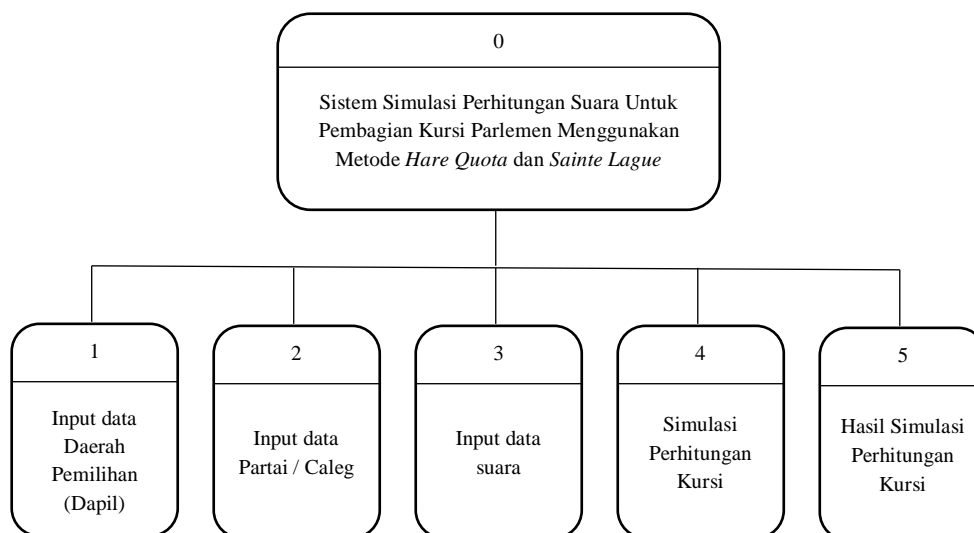 0
Sistem Simulasi Perhitungan Suara Untuk
Pembagian Kursi Parlemen Menggunakan
Metode Hare Quota dan Sainte Lague
1
Input data
Daerah
Pemilihan
(Dapil)
2
Input data
Partai / Caleg
3
Input data
suara
4
Simulasi
Perhitungan
Kursi
5
Hasil Simulasi
Perhitungan
Kursi